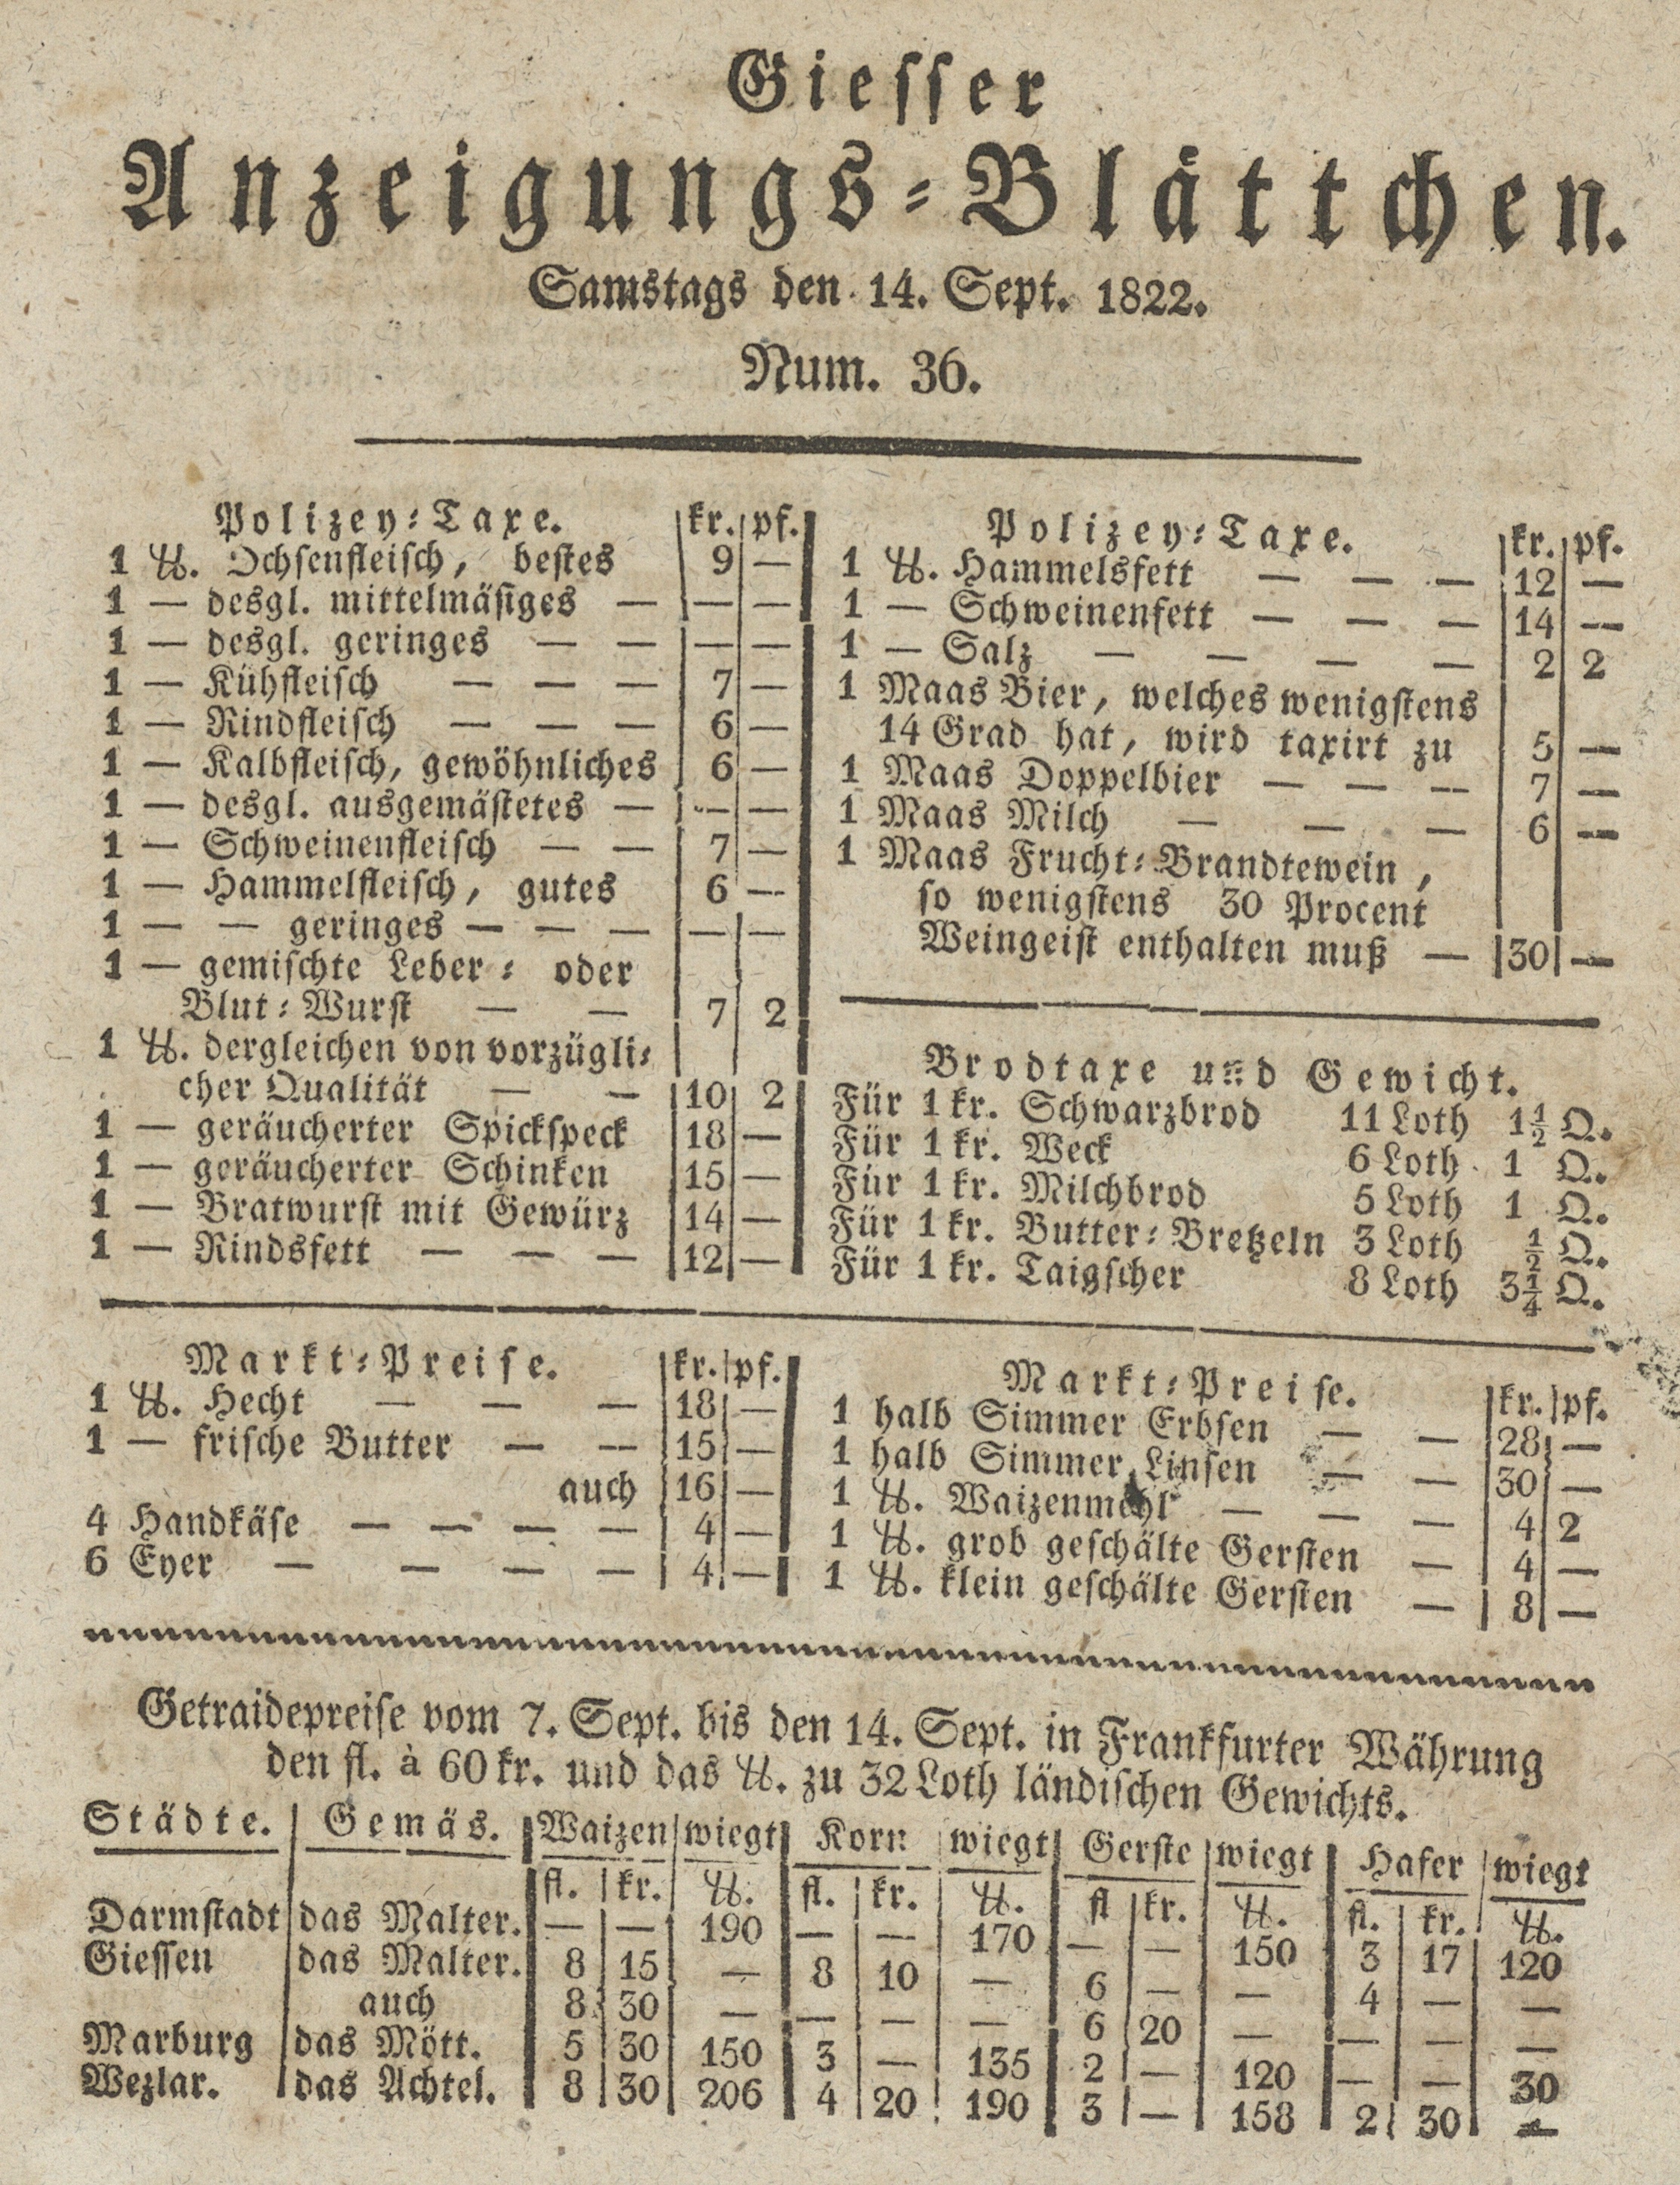 Giesser
Anzeigungs-Blättchen.
Samstags den 14. Sept. 1822.
Num. 36.
Polizey-Taxe. kr. pf.
1 ℔. Ochsenfleisch, bestes 9 —
1 — desgl. mittelmäsiges — — —
1 — desgl. geringes — — — —
1 — Kühfleisch — — — 7 —
1 — Rindfleisch — — — 6 —
1 — Kalbfleisch, gewöhnliches 6 —
1 — desgl. ausgemästetes — — —
1 — Schweinenfleisch — — 7 —
1 — Hammelfleisch, gutes 6 —
1 — — geringes — — — — —
1 — gemischte Leber- oder
Blut-Wurst — — 7 2
1 ℔. dergleichen von vorzügli-
cher Qualität — — 10 2
1 — geräucherter Spickspeck 18 —
1 — geräucherter Schinken 15 —
1 — Bratwurst mit Gewürz 14 —
1 — Rindsfett — — — 12 —
Polizey-Taxe. kr. pf.
1 ℔. Hammelsfett — — — 12 —
1 — Schweinenfett — — — 14 —
1 — Salz — — — — 2 2
1 Maas Bier, welches wenigstens
14 Grad hat, wird taxirt zu 5 —
1 Maas Doppelbier — — — 7 —
1 Maas Milch — — — 6 —
1 Maas Frucht-Brandtewein,
so wenigstens 30 Procent
Weingeist enthalten muß — 30 —
Brodtaxe und Gewicht.
Für 1 kr. Schwarzbrod 11 Loth 1½ Q.
Für 1 kr. Weck 6 Loth 1 Q.
Für 1 kr. Milchbrod 5 Loth 1 Q.
Für 1 kr. Butter-Bretzeln 3 Loth ½ Q.
Für 1 kr. Taigscher 8 Loth 3¼ Q.
Markt-Preise. kr. pf.
1 ℔. Hecht — — — 18 —
1 — frische Butter — — 15 —
auch 16 —
4 Handkäse — — — — 4 —
6 Eyer — — — — 4 —
Markt-Preise. kr. pf.
1 halb Simmer Erbsen — — 28 —
1 halb Simmer Linsen — — 30 —
1 ℔. Waizenmehl — — — 4 2
1 ℔. grob geschälte Gersten — 4 —
1 ℔. klein geschälte Gersten — 8 —
Getraidepreise vom 7. Sept. bis den 14. Sept. in Frankfurter Währung
den fl. à 60 kr. und das ℔. zu 32 Loth ländischen Gewichts.
Städte. Gemäs. Waizen wiegt Korn wiegt Gerste wiegt Hafer wiegt
fl. kr. ℔. fl. kr. ℔. fl kr. ℔. fl. kr. ℔.
Darmstadt das Malter. — — 190 — — 170 — — 150 3 17 120
Giessen das Malter. 8 15 — 8 10 — 6 — — 4 — —
auch 8 30 — — — — 6 20 — — — —
Marburg das Mött. 5 30 150 3 — 135 2 — 120 — — 30
Wezlar. das Achtel. 8 30 206 4 20 190 3 — 158 2 30 —